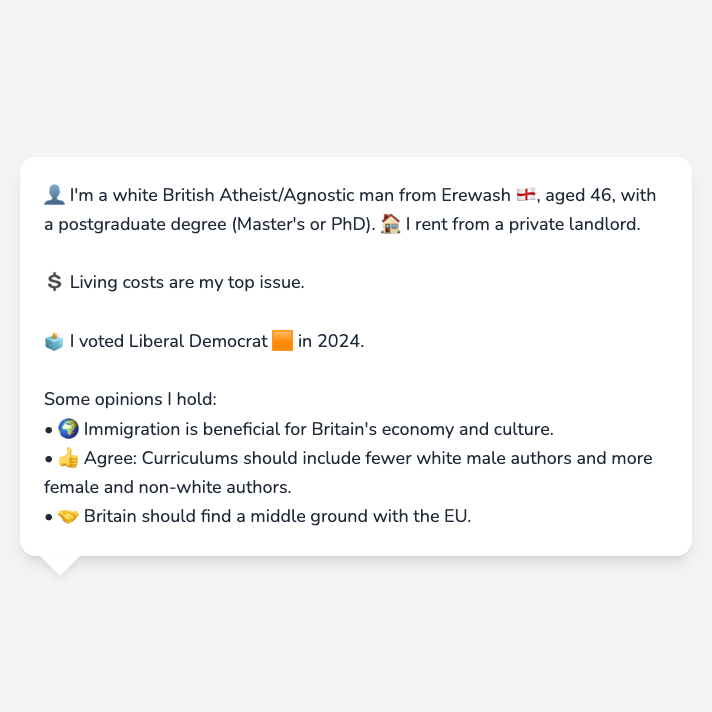 👤 I'm a white British Atheist/Agnostic man from Erewash 🏴󠁧󠁢󠁥󠁮󠁧󠁿, aged 46, with
a postgraduate degree (Master's or PhD). 🏠 I rent from a private landlord.
💲 Living costs are my top issue.
🗳️ I voted Liberal Democrat 🟧 in 2024.
Some opinions I hold:
• 🌍 Immigration is beneficial for Britain's economy and culture.
• 👍 Agree: Curriculums should include fewer white male authors and more
female and non-white authors.
• 🤝 Britain should find a middle ground with the EU.